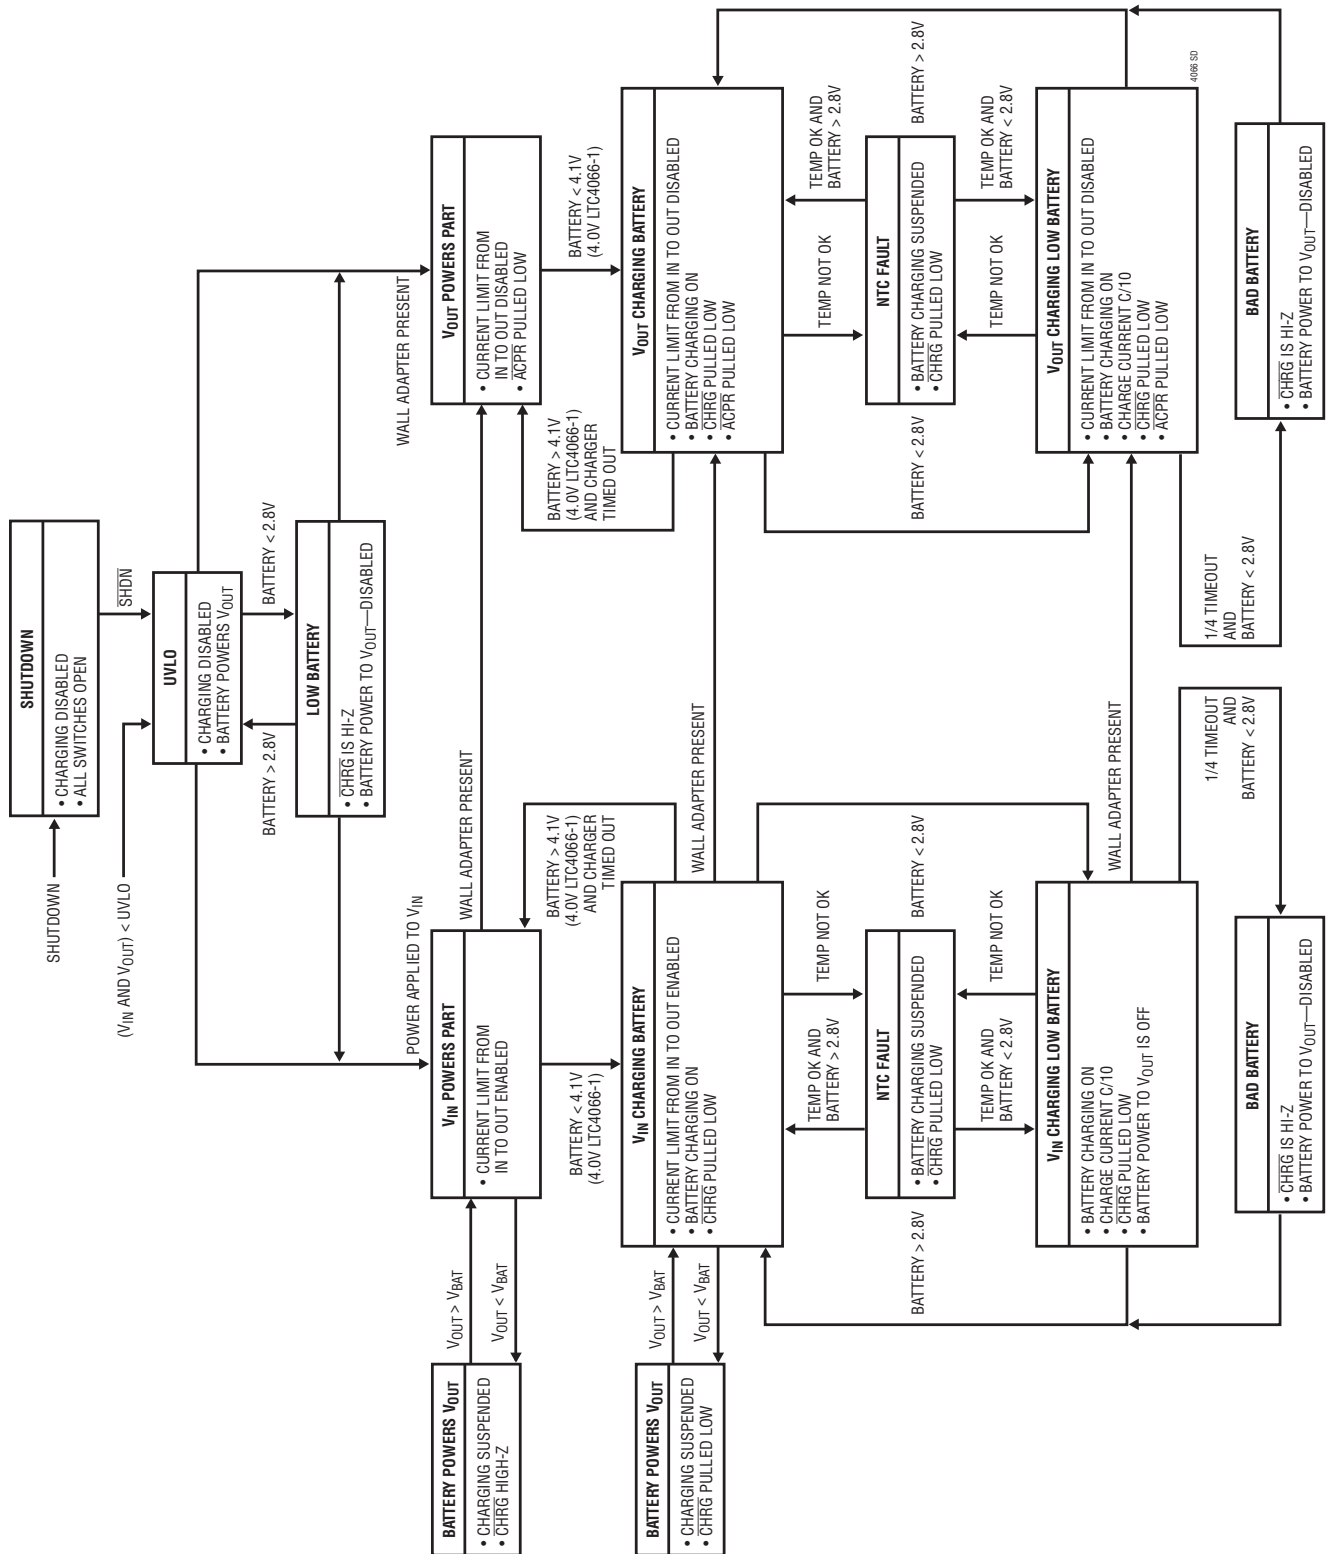 SHUTDOWN
SHUTDOWN
• CHARGING DISABLED
• ALL SWITCHES OPEN
SHDN
(VIN AND VOUT) < UVLO
UVLO
• CHARGING DISABLED
• BATTERY POWERS VOUT
BATTERY > 2.8V
BATTERY < 2.8V
LOW BATTERY
• CHRG IS HI-Z
• BATTERY POWER TO VOUT—DISABLED
POWER APPLIED TO VIN
WALL ADAPTER PRESENT
BATTERY POWERS VOUT
• CHARGING SUSPENDED
• CHRG HIGH-Z
VOUT > VBAT
VOUT < VBAT
VIN POWERS PART
• CURRENT LIMIT FROM
IN TO OUT ENABLED
WALL ADAPTER PRESENT
VOUT POWERS PART
• CURRENT LIMIT FROM
IN TO OUT DISABLED
• ACPR PULLED LOW
BATTERY < 4.1V
(4.0V LTC4066-1)
BATTERY > 4.1V
(4.0V LTC4066-1)
AND CHARGER
TIMED OUT
BATTERY > 4.1V
(4.0V LTC4066-1)
AND CHARGER
TIMED OUT
BATTERY < 4.1V
(4.0V LTC4066-1)
BATTERY POWERS VOUT
• CHARGING SUSPENDED
• CHRG PULLED LOW
VOUT > VBAT
VOUT < VBAT
VIN CHARGING BATTERY
• CURRENT LIMIT FROM IN TO OUT ENABLED
• BATTERY CHARGING ON
• CHRG PULLED LOW
WALL ADAPTER PRESENT
VOUT CHARGING BATTERY
• CURRENT LIMIT FROM IN TO OUT DISABLED
• BATTERY CHARGING ON
• CHRG PULLED LOW
• ACPR PULLED LOW
TEMP OK AND
BATTERY > 2.8V
TEMP NOT OK
TEMP NOT OK
TEMP OK AND
BATTERY > 2.8V
BATTERY > 2.8V
NTC FAULT
• BATTERY CHARGING SUSPENDED
• CHRG PULLED LOW
BATTERY < 2.8V
BATTERY < 2.8V
NTC FAULT
• BATTERY CHARGING SUSPENDED
• CHRG PULLED LOW
BATTERY > 2.8V
TEMP OK AND
BATTERY < 2.8V
TEMP NOT OK
TEMP NOT OK
TEMP OK AND
BATTERY < 2.8V
VIN CHARGING LOW BATTERY
• BATTERY CHARGING ON
• CHARGE CURRENT C/10
• CHRG PULLED LOW
• BATTERY POWER TO VOUT IS OFF
WALL ADAPTER PRESENT
VOUT CHARGING LOW BATTERY
• CURRENT LIMIT FROM IN TO OUT DISABLED
• BATTERY CHARGING ON
• CHARGE CURRENT C/10
• CHRG PULLED LOW
• ACPR PULLED LOW
4066 SD
1/4 TIMEOUT
AND
BATTERY < 2.8V
1/4 TIMEOUT
AND
BATTERY < 2.8V
BAD BATTERY
• CHRG IS HI-Z
• BATTERY POWER TO VOUT—DISABLED
BAD BATTERY
• CHRG IS HI-Z
• BATTERY POWER TO VOUT—DISABLED